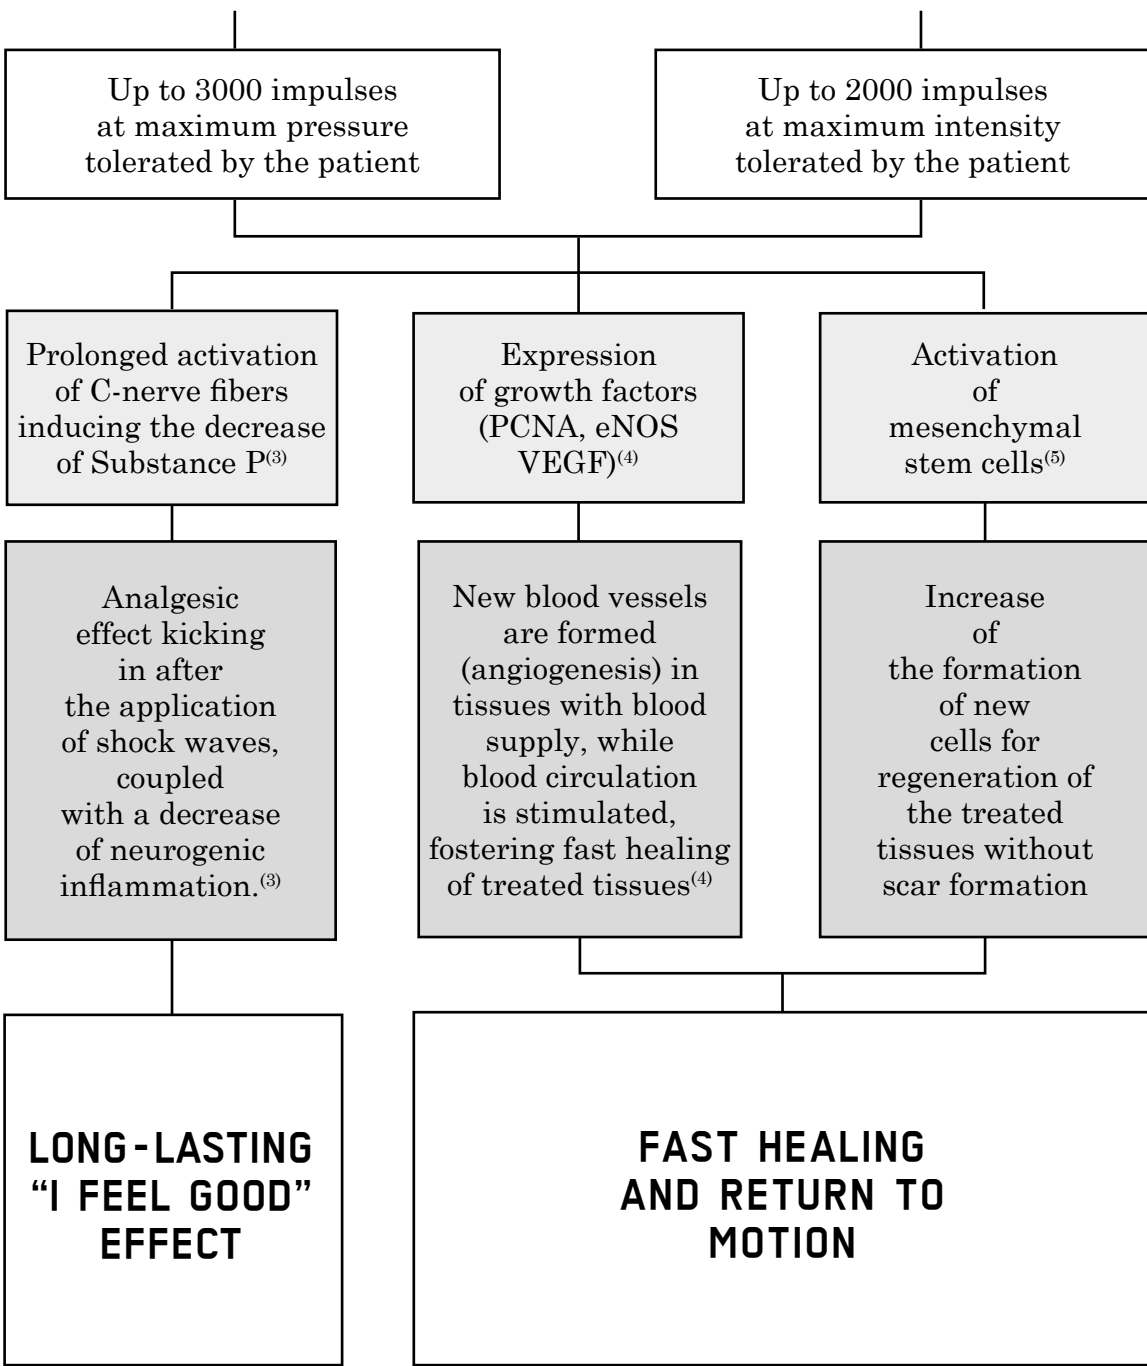 Up to 3000 impulses
at maximum pressure
tolerated by the patient
Up to 2000 impulses
at maximum intensity
tolerated by the patient
Prolonged activation
of C-nerve fibers
inducing the decrease
of Substance P(3)
Expression
of growth factors
(PCNA, eNOS
VEGF)(4)
Activation
of
mesenchymal
stem cells(5)
Analgesic
effect kicking
in after
the application
of shock waves,
coupled
with a decrease
of neurogenic
inflammation.(3)
New blood vessels
are formed
(angiogenesis) in
tissues with blood
supply, while
blood circulation
is stimulated,
fostering fast healing
of treated tissues(4)
Increase
of
the formation
of new
cells for
regeneration of
the treated
tissues without
scar formation
LONG-LASTING
“I FEEL GOOD”
EFFECT
FAST HEALING
AND RETURN TO
MOTION